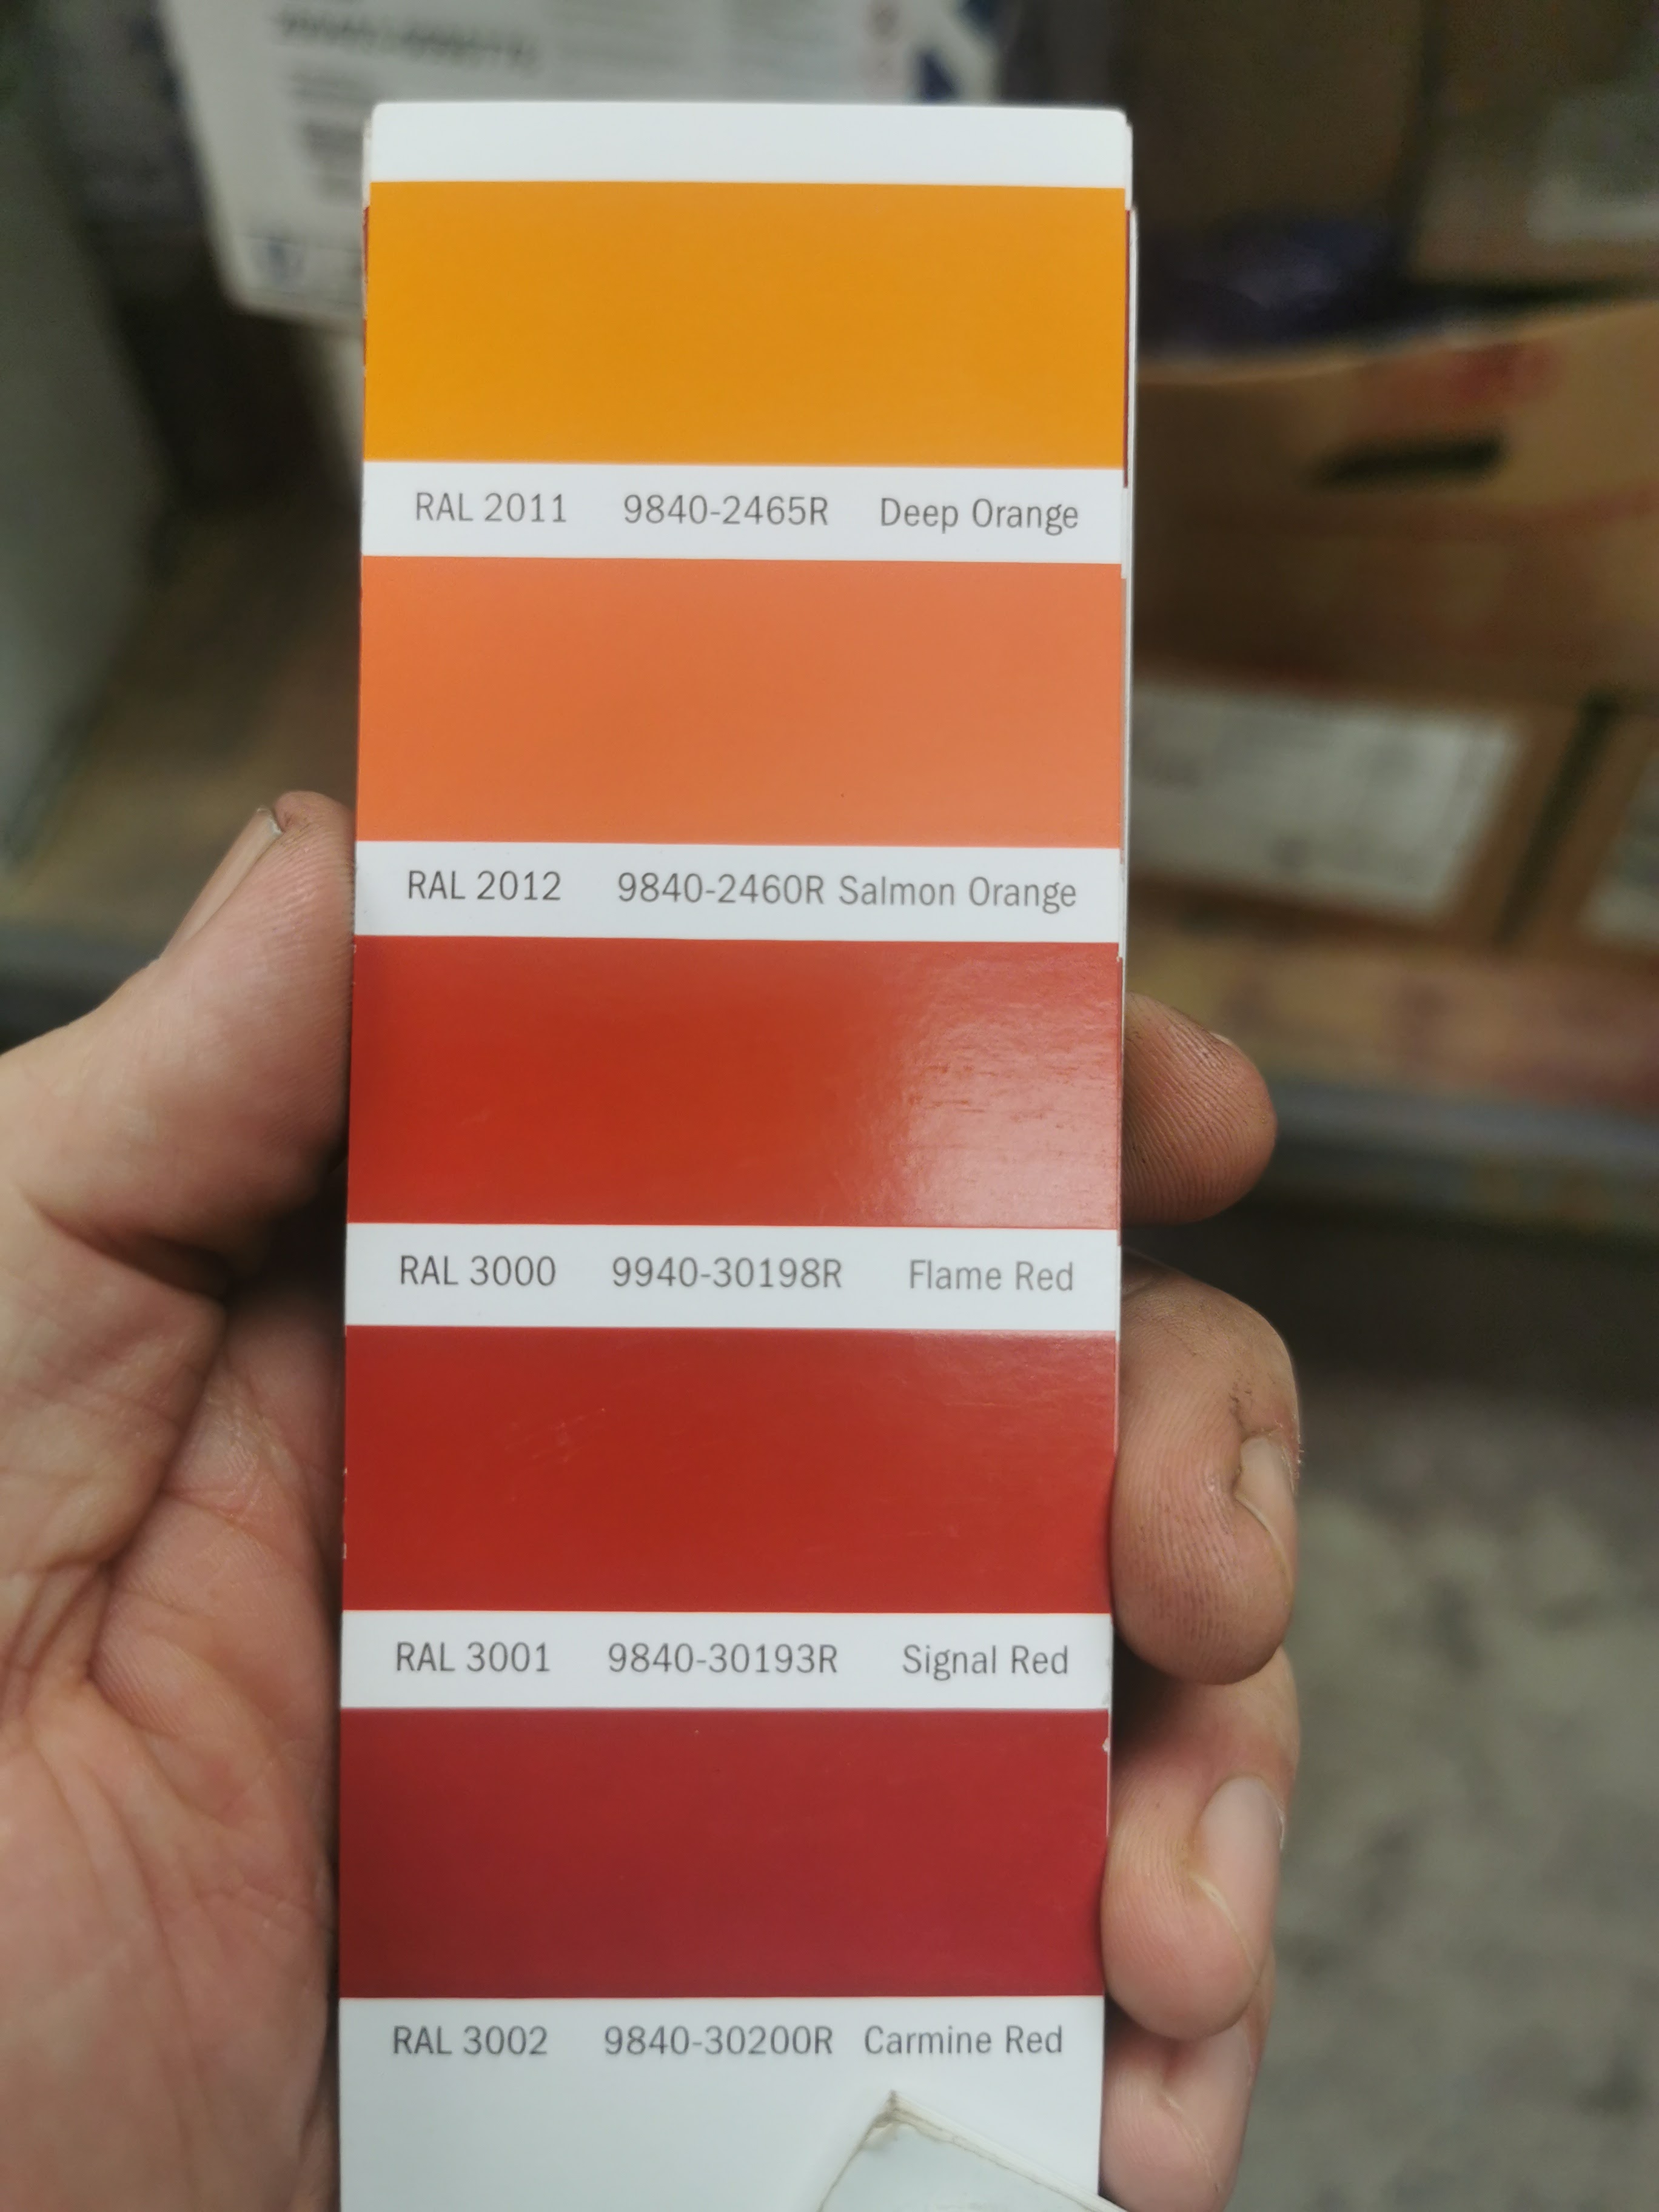 RAL 2011 9840-2465R Deep Orange
RAL 2012 9840-2460R Salmon Orange
RAL 3000 9940-30198R Flame Red
RAL 3001 9840-30193R Signal Red
RAL 3002 9840-30200R Carmine Red